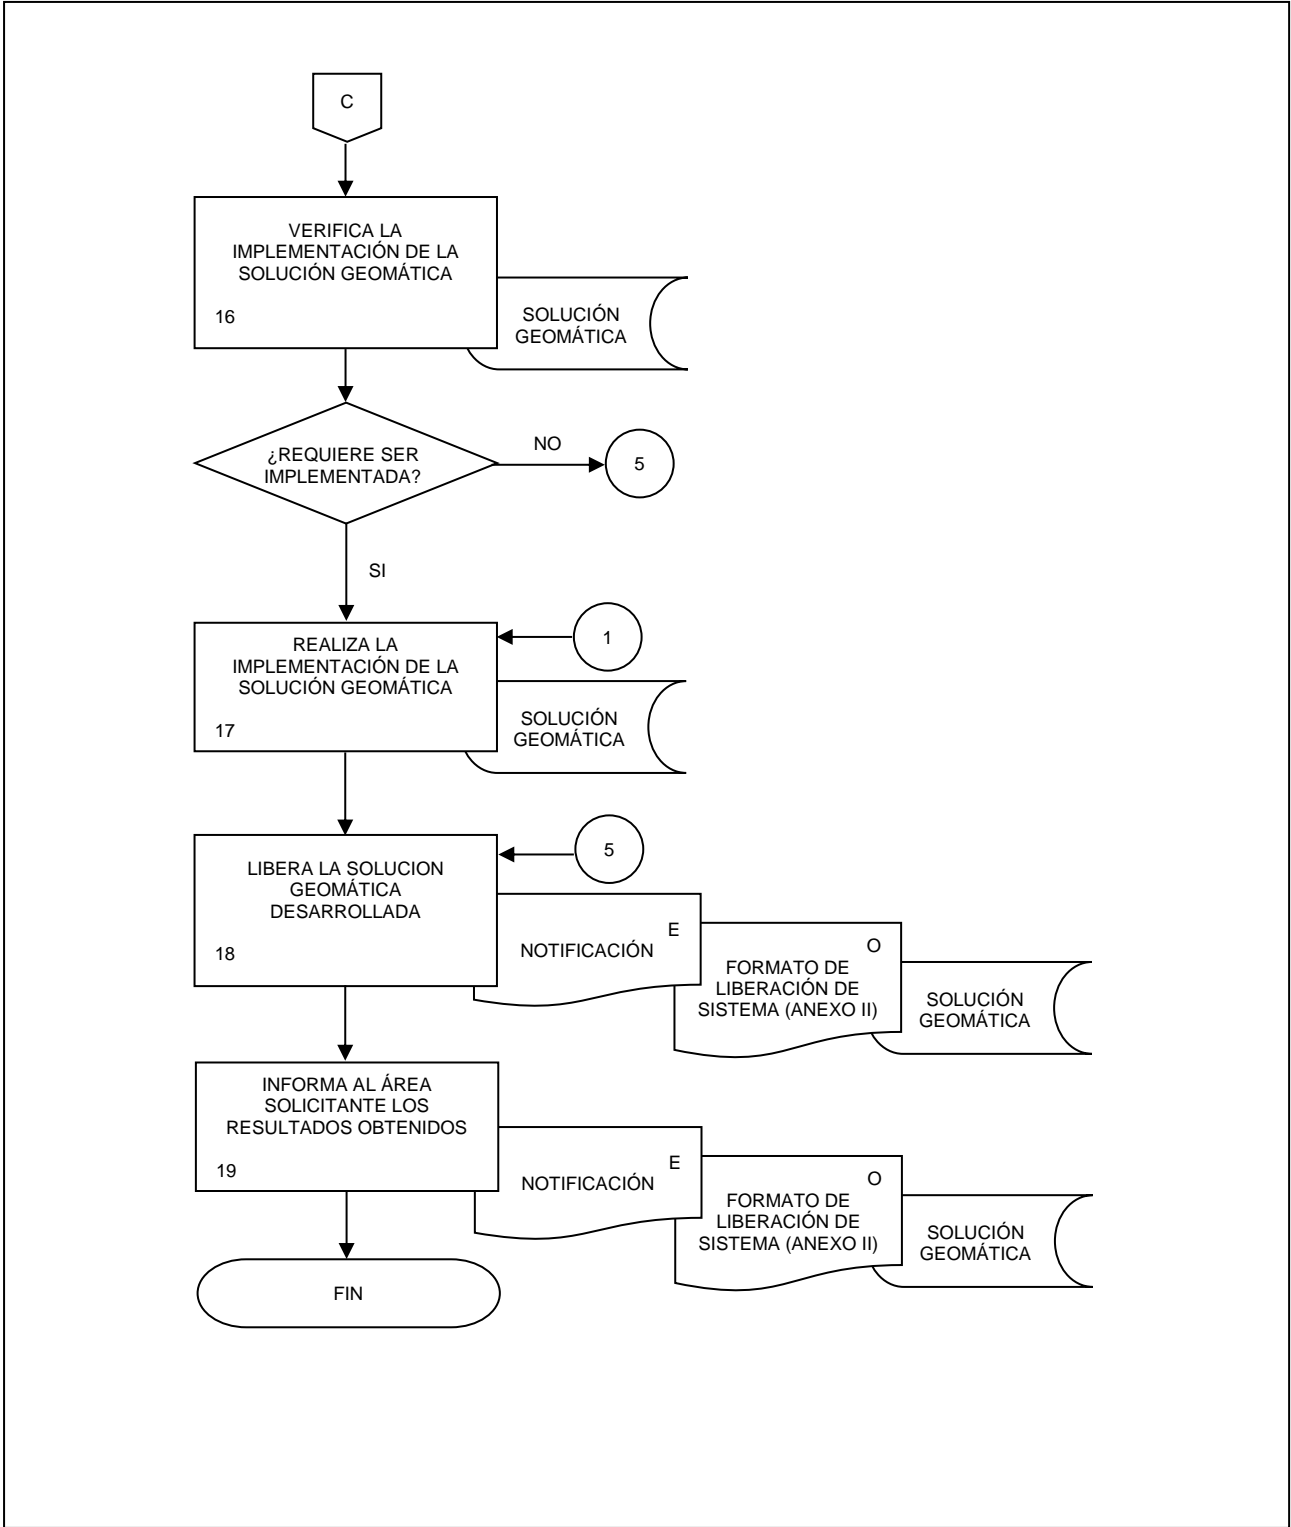 C
VERIFICA LA
IMPLEMENTACIÓN DE LA
SOLUCIÓN GEOMÁTICA
16
SOLUCIÓN
GEOMÁTICA
¿REQUIERE SER
IMPLEMENTADA?
NO
5
SI
REALIZA LA
IMPLEMENTACIÓN DE LA
SOLUCIÓN GEOMÁTICA
17
1
SOLUCIÓN
GEOMÁTICA
LIBERA LA SOLUCION
GEOMÁTICA
DESARROLLADA
18
5
E
NOTIFICACIÓN
O
FORMATO DE
LIBERACIÓN DE
SISTEMA (ANEXO II)
SOLUCIÓN
GEOMÁTICA
INFORMA AL ÁREA
SOLICITANTE LOS
RESULTADOS OBTENIDOS
19
E
NOTIFICACIÓN
O
FORMATO DE
LIBERACIÓN DE
SISTEMA (ANEXO II)
SOLUCIÓN
GEOMÁTICA
FIN